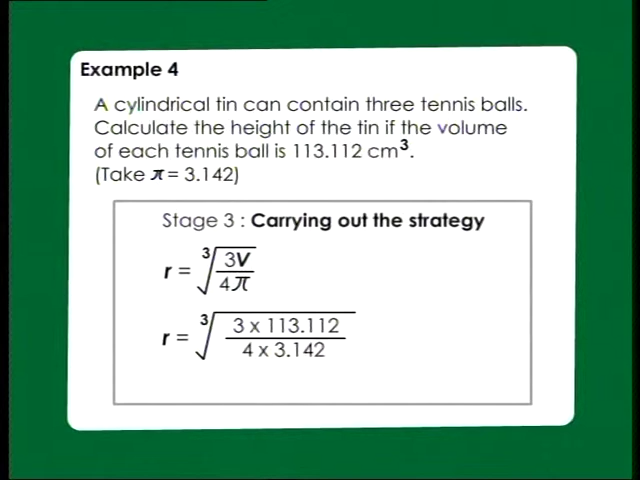 Example 4
A cylindrical tin can contain three tennis balls.
Calculate the height of the tin if the volume
of each tennis ball is 113.112 cm³.
(Take π = 3.142)
Stage 3 : Carrying out the strategy
r = ∛(3V / 4π)
r = ∛(3 x 113.112 / 4 x 3.142)